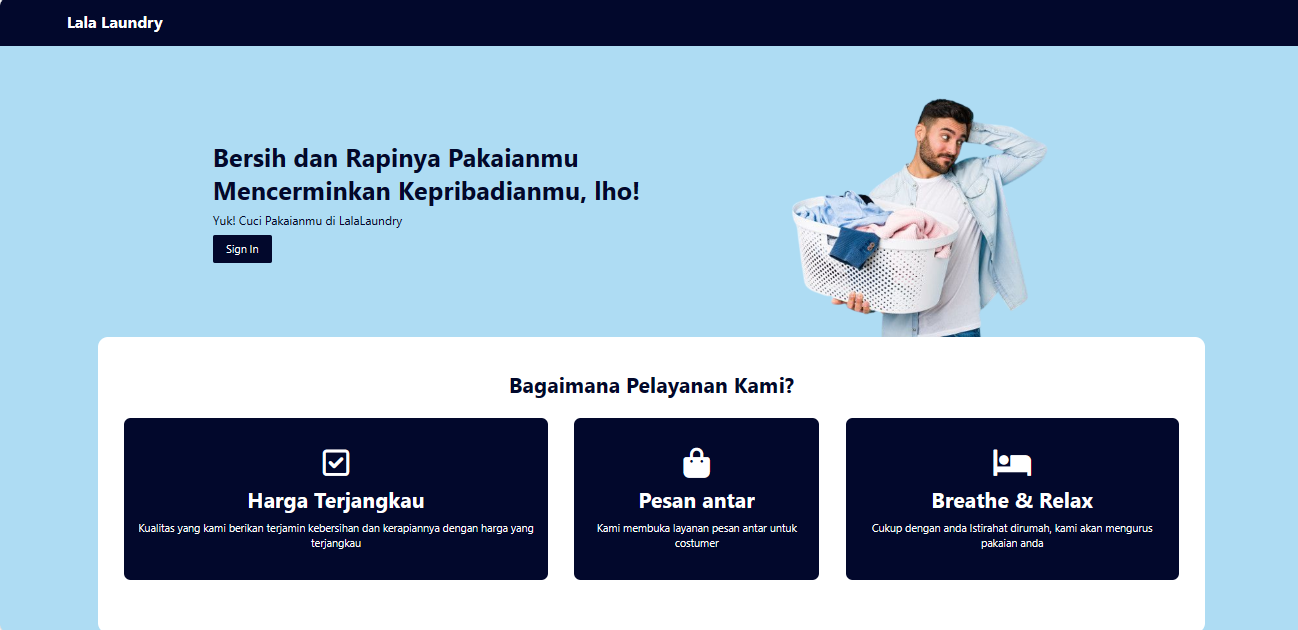 Lala Laundry
Bersih dan Rapinya Pakaianmu
Mencerminkan Kepribadianmu, lho!
Yuk! Cuci Pakaianmu di LalaLaundry
Sign In
Bagaimana Pelayanan Kami?
Harga Terjangkau
Kualitas yang kami berikan terjamin kebersihan dan kerapiannya dengan harga yang
terjangkau
Pesan antar
Kami membuka layanan pesan antar untuk
costumer
Breathe & Relax
Cukup dengan anda Istirahat dirumah, kami akan mengurus
pakaian anda